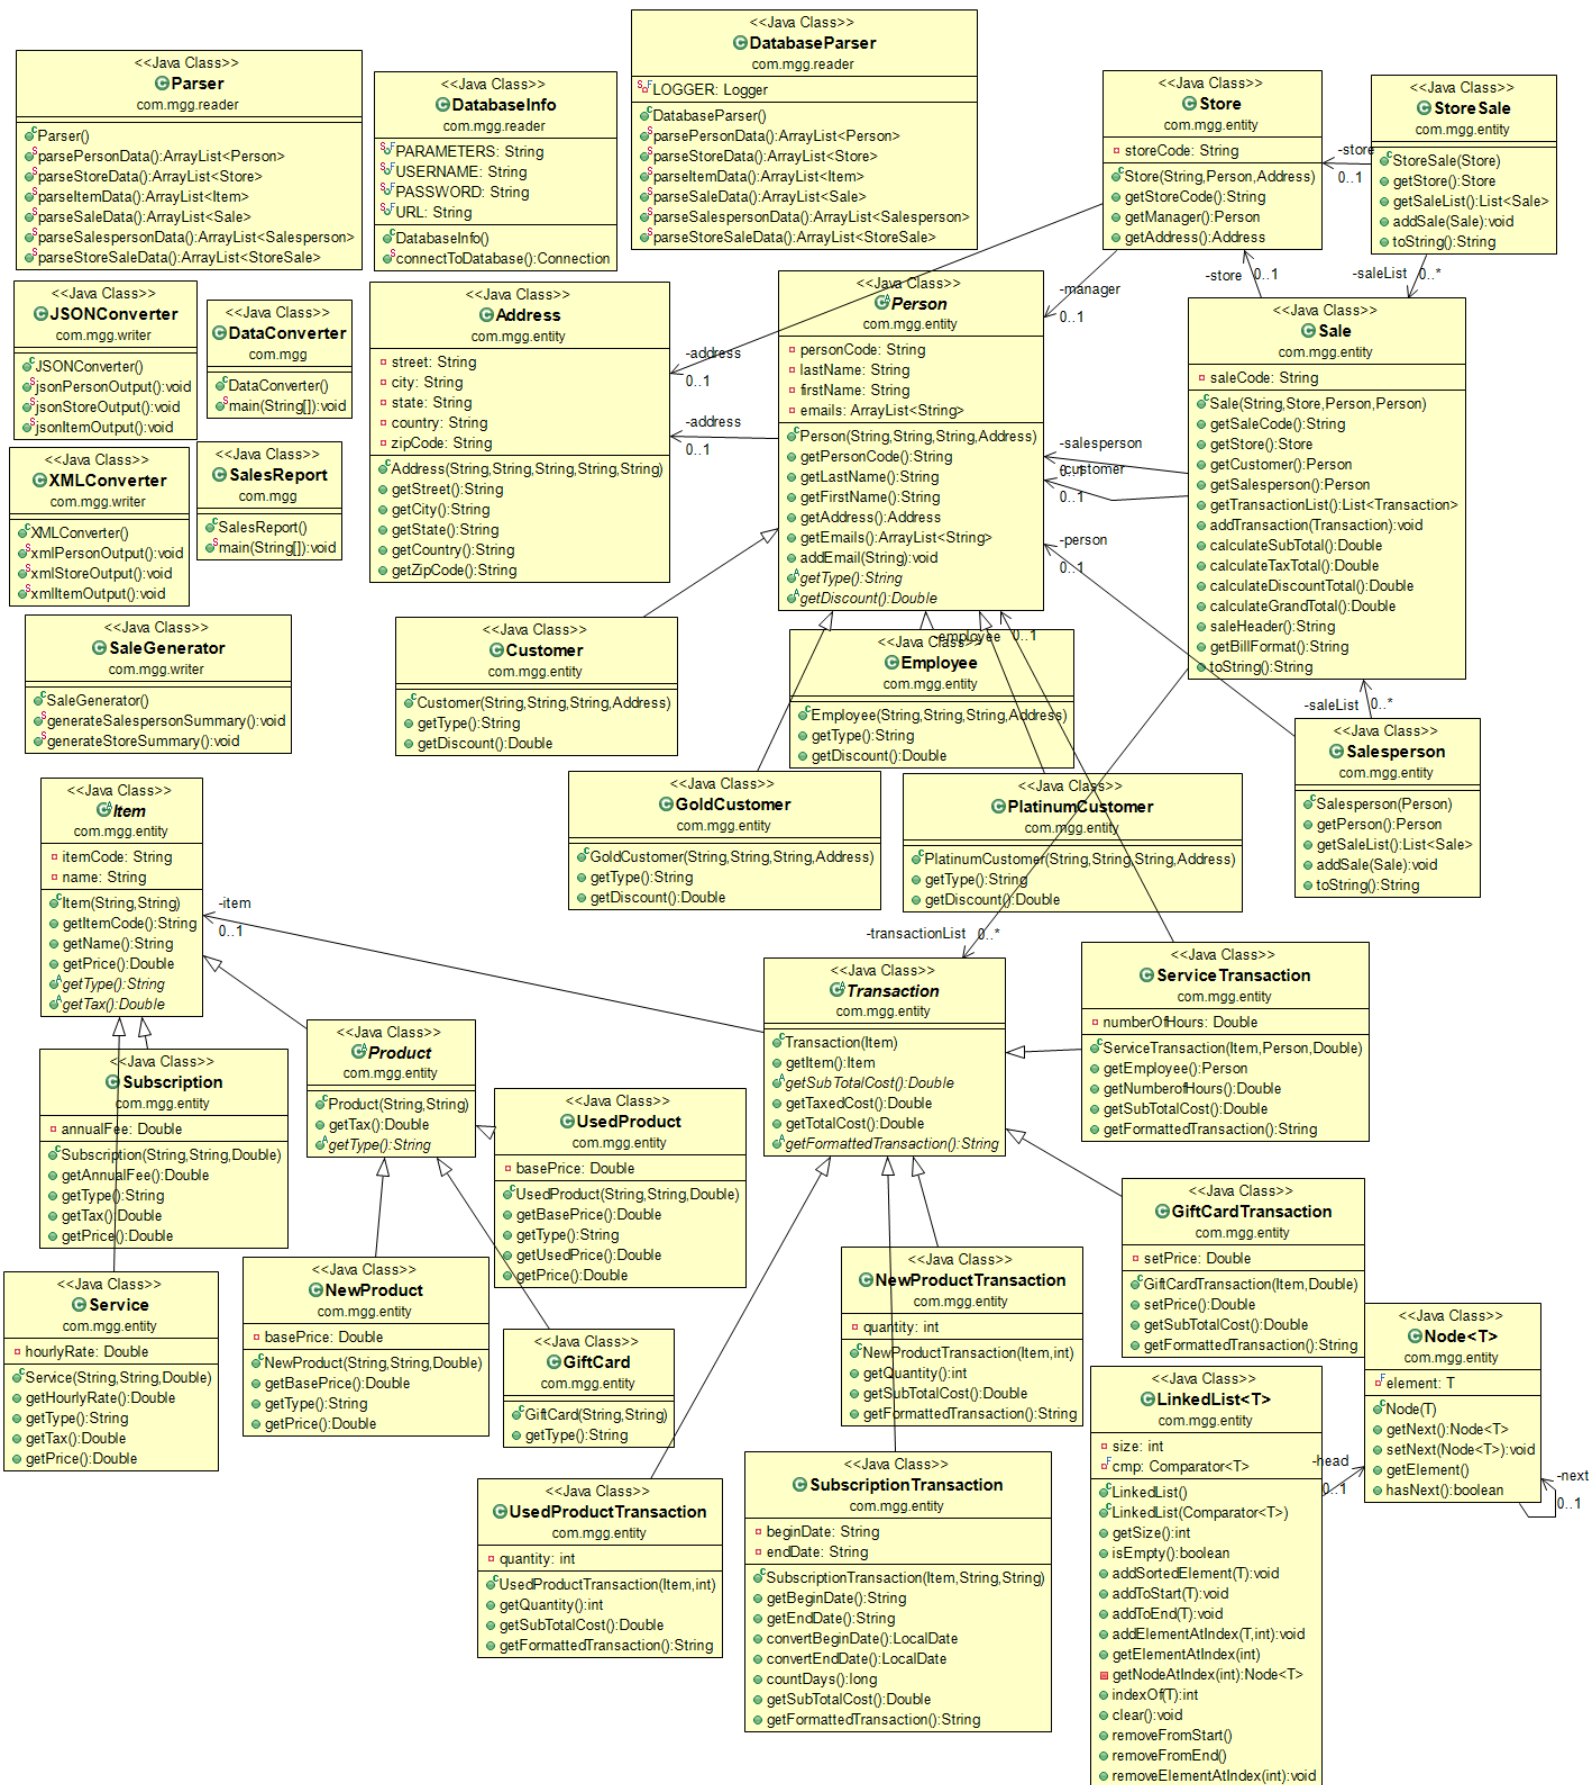 <<Java Class>>
Parser
com.mgg.reader
Parser()
parsePersonData():ArrayList<Person>
parseStoreData():ArrayList<Store>
parseItemData():ArrayList<Item>
parseSaleData():ArrayList<Sale>
parseSalespersonData():ArrayList<Salesperson>
parseStoreSaleData():ArrayList<StoreSale>
<<Java Class>>
DatabaseInfo
com.mgg.reader
PARAMETERS: String
USERNAME: String
PASSWORD: String
URL: String
DatabaseInfo()
connectToDatabase():Connection
<<Java Class>>
DatabaseParser
com.mgg.reader
LOGGER: Logger
DatabaseParser()
parsePersonData():ArrayList<Person>
parseStoreData():ArrayList<Store>
parseItemData():ArrayList<Item>
parseSaleData():ArrayList<Sale>
parseSalespersonData():ArrayList<Salesperson>
parseStoreSaleData():ArrayList<StoreSale>
<<Java Class>>
Store
com.mgg.entity
storeCode: String
Store(String,Person,Address)
getStoreCode():String
getManager():Person
getAddress():Address
-store
0..1
<<Java Class>>
StoreSale
com.mgg.entity
StoreSale(Store)
getStore():Store
getSaleList():List<Sale>
addSale(Sale):void
toString():String
-store 0..1
-saleList 0..*
<<Java Class>>
JSONConverter
com.mgg.writer
JSONConverter()
jsonPersonOutput():void
jsonStoreOutput():void
jsonItemOutput():void
<<Java Class>>
DataConverter
com.mgg
DataConverter()
main(String[]):void
<<Java Class>>
Address
com.mgg.entity
street: String
city: String
state: String
country: String
zipCode: String
Address(String,String,String,String,String)
getStreet():String
getCity():String
getState():String
getCountry():String
getZipCode():String
-address
0..1
-address
0..1
<<Java Class>>
Person
com.mgg.entity
personCode: String
lastName: String
firstName: String
emails: ArrayList<String>
Person(String,String,String,Address)
getPersonCode():String
getLastName():String
getFirstName():String
getAddress():Address
getEmails():ArrayList<String>
addEmail(String):void
getType():String
getDiscount():Double
-manager
0..1
-salesperson
0..1
-customer
0..1
-person
0..1
<<Java Class>>
Sale
com.mgg.entity
saleCode: String
Sale(String,Store,Person,Person)
getSaleCode():String
getStore():Store
getCustomer():Person
getSalesperson():Person
getTransactionList():List<Transaction>
addTransaction(Transaction):void
calculateSubTotal():Double
calculateTaxTotal():Double
calculateDiscountTotal():Double
calculateGrandTotal():Double
saleHeader():String
getBillFormat():String
toString():String
<<Java Class>>
XMLConverter
com.mgg.writer
XMLConverter()
xmlPersonOutput():void
xmlStoreOutput():void
xmlItemOutput():void
<<Java Class>>
SalesReport
com.mgg
SalesReport()
main(String[]):void
<<Java Class>>
SaleGenerator
com.mgg.writer
SaleGenerator()
generateSalespersonSummary():void
generateStoreSummary():void
<<Java Class>>
Customer
com.mgg.entity
Customer(String,String,String,Address)
getType():String
getDiscount():Double
-employee 0..1
<<Java Class>>
Employee
com.mgg.entity
Employee(String,String,String,Address)
getType():String
getDiscount():Double
-saleList 0..*
<<Java Class>>
Salesperson
com.mgg.entity
Salesperson(Person)
getPerson():Person
getSaleList():List<Sale>
addSale(Sale):void
toString():String
<<Java Class>>
GoldCustomer
com.mgg.entity
GoldCustomer(String,String,String,Address)
getType():String
getDiscount():Double
<<Java Class>>
PlatinumCustomer
com.mgg.entity
PlatinumCustomer(String,String,String,Address)
getType():String
getDiscount():Double
<<Java Class>>
Item
com.mgg.entity
itemCode: String
name: String
Item(String,String)
getItemCode():String
getName():String
getPrice():Double
getType():String
getTax():Double
-item
0..1
-transactionList 0..*
<<Java Class>>
Transaction
com.mgg.entity
Transaction(Item)
getItem():Item
getSubTotalCost():Double
getTaxedCost():Double
getTotalCost():Double
getFormattedTransaction():String
<<Java Class>>
ServiceTransaction
com.mgg.entity
numberOfHours: Double
ServiceTransaction(Item,Person,Double)
getEmployee():Person
getNumberofHours():Double
getSubTotalCost():Double
getFormattedTransaction():String
<<Java Class>>
Subscription
com.mgg.entity
annualFee: Double
Subscription(String,String,Double)
getAnnualFee():Double
getType():String
getTax():Double
getPrice():Double
<<Java Class>>
Product
com.mgg.entity
Product(String,String)
getTax():Double
getType():String
<<Java Class>>
UsedProduct
com.mgg.entity
basePrice: Double
UsedProduct(String,String,Double)
getBasePrice():Double
getType():String
getUsedPrice():Double
getPrice():Double
<<Java Class>>
GiftCardTransaction
com.mgg.entity
setPrice: Double
GiftCardTransaction(Item,Double)
setPrice():Double
getSubTotalCost():Double
getFormattedTransaction():String
<<Java Class>>
Service
com.mgg.entity
hourlyRate: Double
Service(String,String,Double)
getHourlyRate():Double
getType():String
getTax():Double
getPrice():Double
<<Java Class>>
NewProduct
com.mgg.entity
basePrice: Double
NewProduct(String,String,Double)
getBasePrice():Double
getType():String
getPrice():Double
<<Java Class>>
GiftCard
com.mgg.entity
GiftCard(String,String)
getType():String
<<Java Class>>
NewProductTransaction
com.mgg.entity
quantity: int
NewProductTransaction(Item,int)
getQuantity():int
getSubTotalCost():Double
getFormattedTransaction():String
<<Java Class>>
Node<T>
com.mgg.entity
element: T
Node(T)
getNext():Node<T>
setNext(Node<T>):void
getElement()
hasNext():boolean
-next
0..1
<<Java Class>>
UsedProductTransaction
com.mgg.entity
quantity: int
UsedProductTransaction(Item,int)
getQuantity():int
getSubTotalCost():Double
getFormattedTransaction():String
<<Java Class>>
SubscriptionTransaction
com.mgg.entity
beginDate: String
endDate: String
SubscriptionTransaction(Item,String,String)
getBeginDate():String
getEndDate():String
convertBeginDate():LocalDate
convertEndDate():LocalDate
countDays():long
getSubTotalCost():Double
getFormattedTransaction():String
<<Java Class>>
LinkedList<T>
com.mgg.entity
size: int
cmp: Comparator<T>
LinkedList()
LinkedList(Comparator<T>)
getSize():int
isEmpty():boolean
addSortedElement(T):void
addToStart(T):void
addToEnd(T):void
addElementAtIndex(T,int):void
getElementAtIndex(int)
getNodeAtIndex(int):Node<T>
indexOf(T):int
clear():void
removeFromStart()
removeFromEnd()
removeElementAtIndex(int):void
-head
0..1